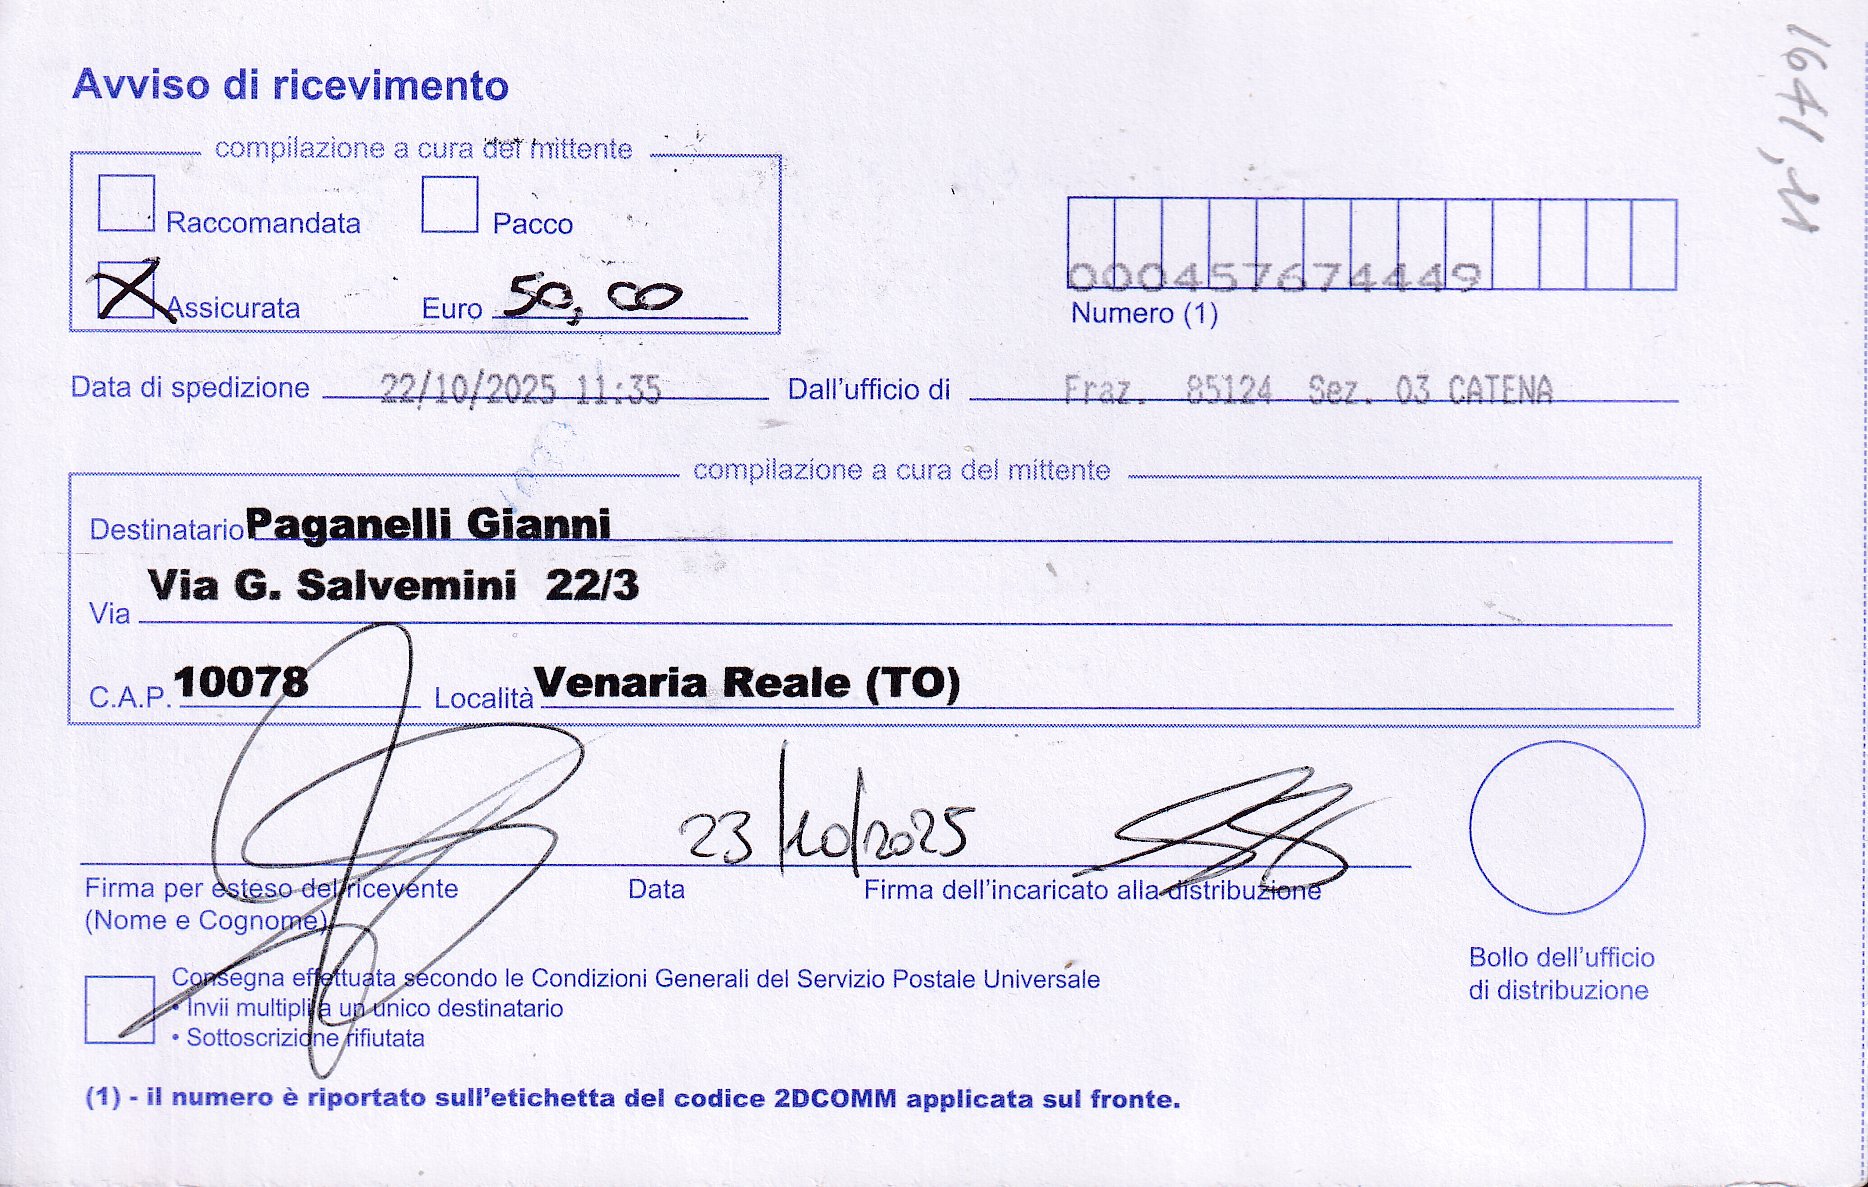 Avviso di ricevimento
compilazione a cura del mittente
Raccomandata Pacco
Assicurata Euro 50,00
000457674449
Numero (1)
Data di spedizione 22/10/2025 11:35 Dall'ufficio di Fraz. 85124 Sez. 03 CATENA
compilazione a cura del mittente
Destinatario Paganelli Gianni
Via Via G. Salvemini 22/3
C.A.P. 10078 Località Venaria Reale (TO)
23/10/2025
Firma per esteso del ricevente Data Firma dell'incaricato alla distribuzione
(Nome e Cognome)
Bollo dell'ufficio
di distribuzione
Consegna effettuata secondo le Condizioni Generali del Servizio Postale Universale
• Invii multipli a un unico destinatario
• Sottoscrizione rifiutata
(1) - il numero è riportato sull'etichetta del codice 2DCOMM applicata sul fronte.